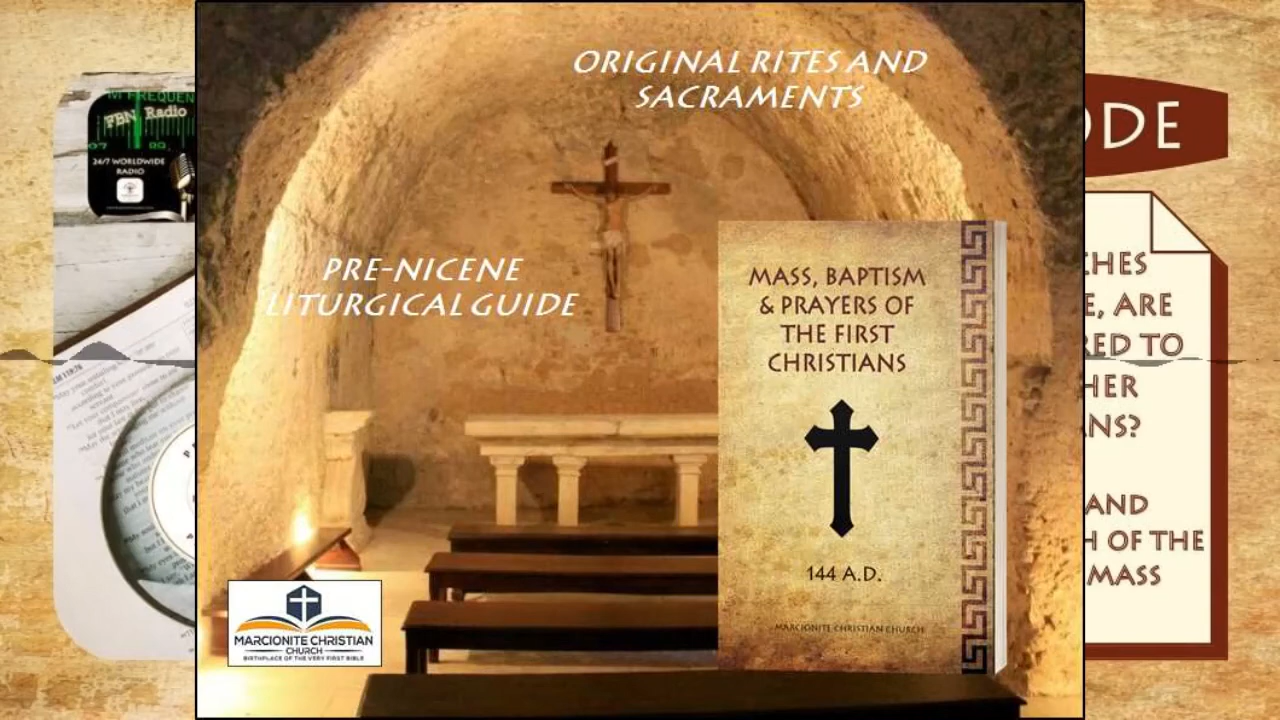 ORIGINAL RITES AND
SACRAMENTS
PRE-NICENE
LITURGICAL GUIDE
MASS, BAPTISM
& PRAYERS OF
THE FIRST
CHRISTIANS
144 A.D.
MARCIONITE CHRISTIAN CHURCH
MARCIONITE CHRISTIAN
CHURCH
BIRTHPLACE OF THE VERY FIRST BIBLE
FBN Radio
24/7 WORLDWIDE
RADIO
ODE
CHES
E, ARE
RED TO
HER
ANS?
AND
H OF THE
MASS